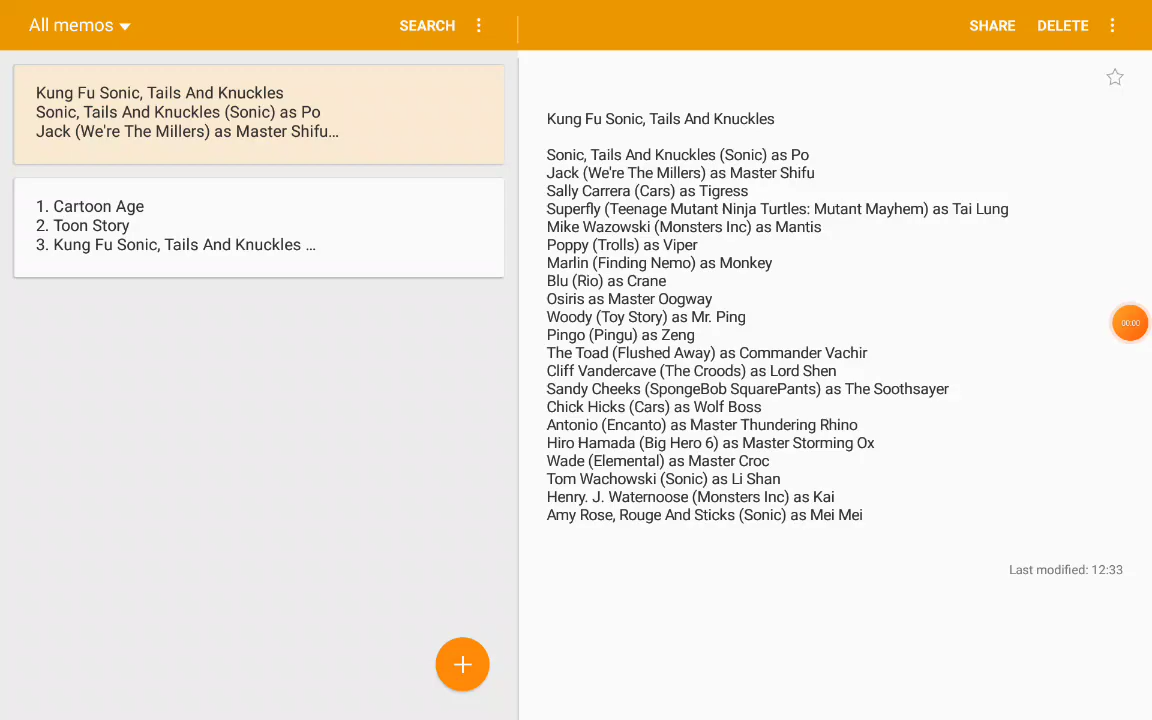 All memos
SEARCH
SHARE
DELETE
Kung Fu Sonic, Tails And Knuckles
Sonic, Tails And Knuckles (Sonic) as Po
Jack (We're The Millers) as Master Shifu…
1. Cartoon Age
2. Toon Story
3. Kung Fu Sonic, Tails And Knuckles ...
Kung Fu Sonic, Tails And Knuckles
Sonic, Tails And Knuckles (Sonic) as Po
Jack (We're The Millers) as Master Shifu
Sally Carrera (Cars) as Tigress
Superfly (Teenage Mutant Ninja Turtles: Mutant Mayhem) as Tai Lung
Mike Wazowski (Monsters Inc) as Mantis
Poppy (Trolls) as Viper
Marlin (Finding Nemo) as Monkey
Blu (Rio) as Crane
Osiris as Master Oogway
Woody (Toy Story) as Mr. Ping
Pingo (Pingu) as Zeng
The Toad (Flushed Away) as Commander Vachir
Cliff Vandercave (The Croods) as Lord Shen
Sandy Cheeks (SpongeBob SquarePants) as The Soothsayer
Chick Hicks (Cars) as Wolf Boss
Antonio (Encanto) as Master Thundering Rhino
Hiro Hamada (Big Hero 6) as Master Storming Ox
Wade (Elemental) as Master Croc
Tom Wachowski (Sonic) as Li Shan
Henry. J. Waternoose (Monsters Inc) as Kai
Amy Rose, Rouge And Sticks (Sonic) as Mei Mei
Last modified: 12:33
00:00